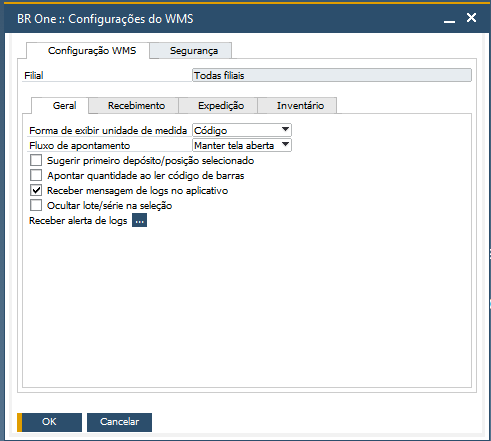 BR One :: Configurações do WMS
Configuração WMS Segurança
Filial Todas filiais
Geral Recebimento Expedição Inventário
Forma de exibir unidade de medida Código
Fluxo de apontamento Manter tela aberta
Sugerir primeiro depósito/posição selecionado
Apontar quantidade ao ler código de barras
Receber mensagem de logs no aplicativo
Ocultar lote/série na seleção
Receber alerta de logs ...
OK Cancelar